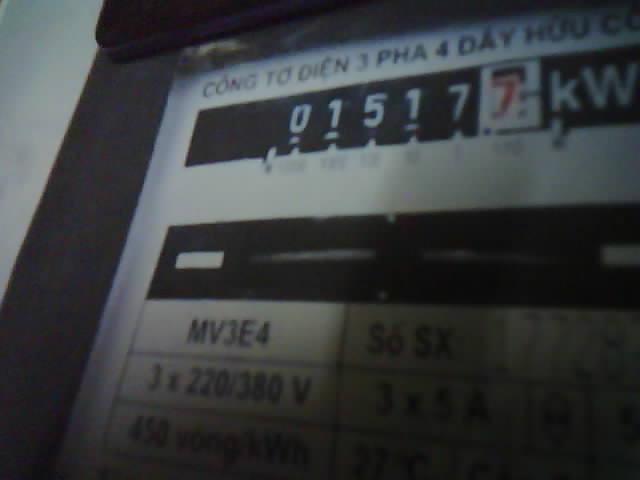 CÔNG TƠ ĐIỆN 3 PHA 4 DÂY HỮU
01517 7 kW
MV3E4 Số SX
3 x 220/380 V 3 x 5 A
450 vòng/kWh 27 °C